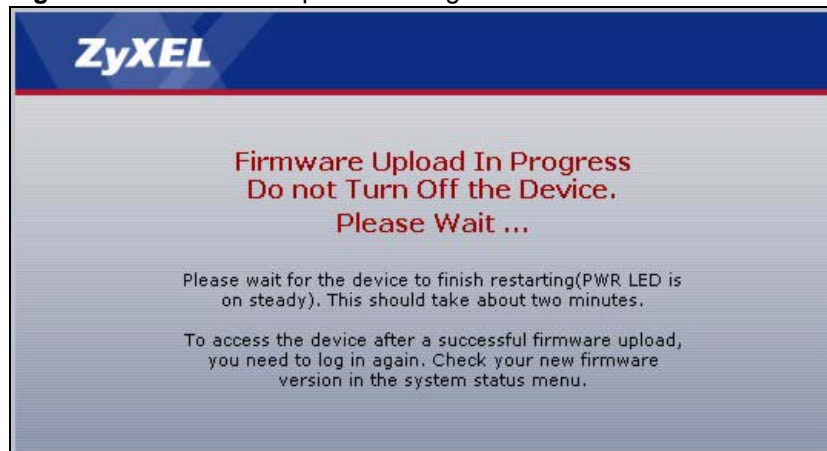 ZyXEL
Firmware Upload In Progress
Do not Turn Off the Device.
Please Wait ...
Please wait for the device to finish restarting(PWR LED is
on steady). This should take about two minutes.
To access the device after a successful firmware upload,
you need to log in again. Check your new firmware
version in the system status menu.